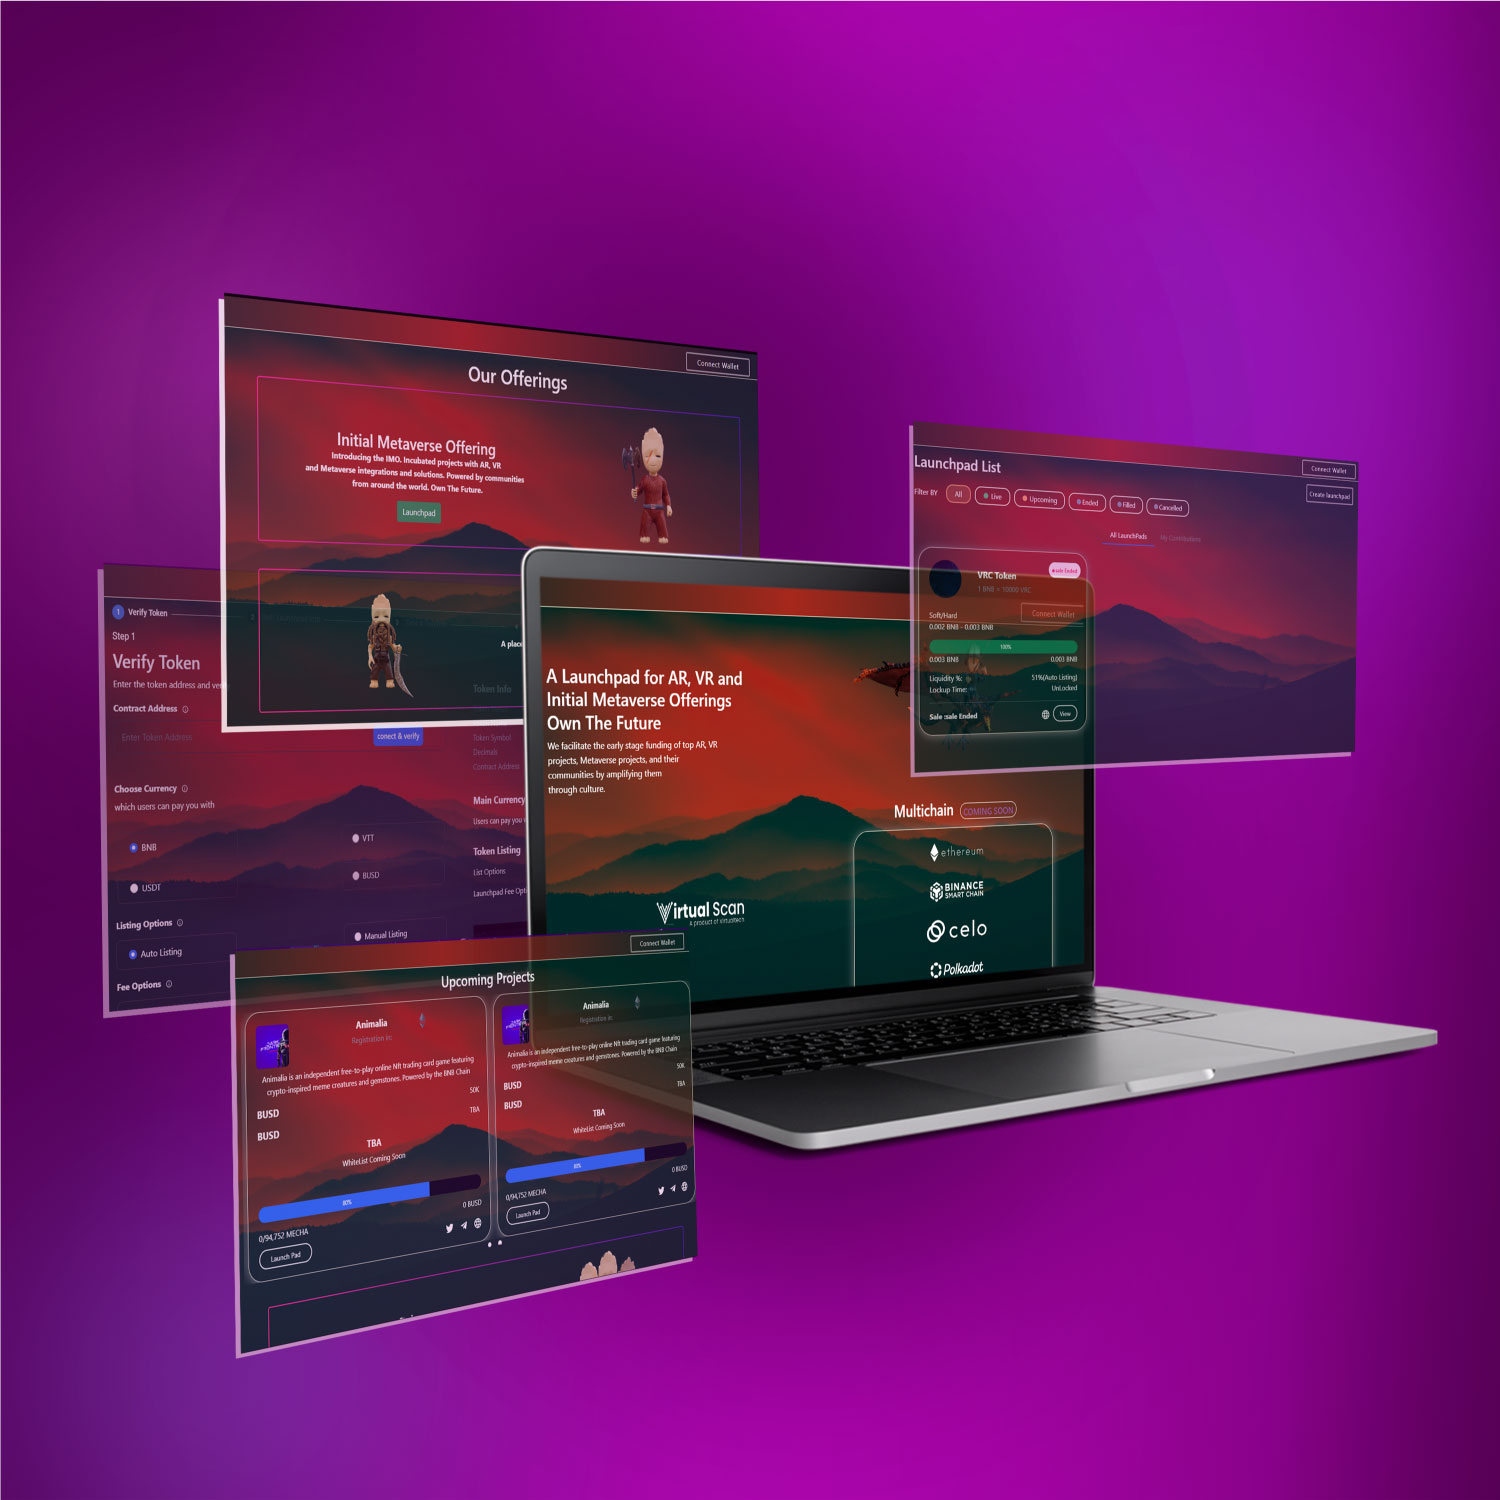 Connect Wallet
Our Offerings
Initial Metaverse Offering
Introducing the IMO. Incubated projects with AR, VR
and Metaverse integrations and solutions. Powered by communities
from around the world. Own The Future.
Launchpad
A place
Launchpad List
Connect Wallet
Create launchpad
Filter BY
All
Live
Upcoming
Ended
Filled
Cancelled
All LaunchPads
My Contributions
VRC Token
sale Ended
1 BNB = 10000 VRC
Soft/Hard
Connect Wallet
0.002 BNB - 0.003 BNB
100%
0.003 BNB
0.003 BNB
Liquidity %:
51%(Auto Listing)
Lockup Time:
UnLocked
Sale :sale Ended
View
1
Verify Token
Step 1
Verify Token
Enter the token address and verify
Contract Address
Enter Token Address
conect & verify
Choose Currency
which users can pay you with
BNB
VTT
USDT
BUSD
Listing Options
Auto Listing
Manual Listing
Fee Options
Token Info
Token Symbol
Decimals
Contract Address
Main Currency
Users can pay you w
Token Listing
List Options
Launchpad Fee Opti
A Launchpad for AR, VR and
Initial Metaverse Offerings
Own The Future
We facilitate the early stage funding of top AR, VR
projects, Metaverse projects, and their
communities by amplifying them
through culture.
Multichain
COMING SOON
ethereum
BINANCE
SMART CHAIN
celo
Polkadot
Virtual Scan
A product of virtualtech
Connect Wallet
Upcoming Projects
Animalia
Registration in:
Animalia is an independent free-to-play online Nft trading card game featuring
crypto-inspired meme creatures and gemstones. Powered by the BNB Chain
BUSD
50K
BUSD
TBA
TBA
WhiteList Coming Soon
80%
0/94,752 MECHA
0 BUSD
Launch Pad
Animalia
Registration in:
Animalia is an independent free-to-play online Nft trading card game featuring
crypto-inspired meme creatures and gemstones. Powered by the BNB Chain
BUSD
50K
BUSD
TBA
TBA
WhiteList Coming Soon
80%
0/94,752 MECHA
0 BUSD
Launch Pad